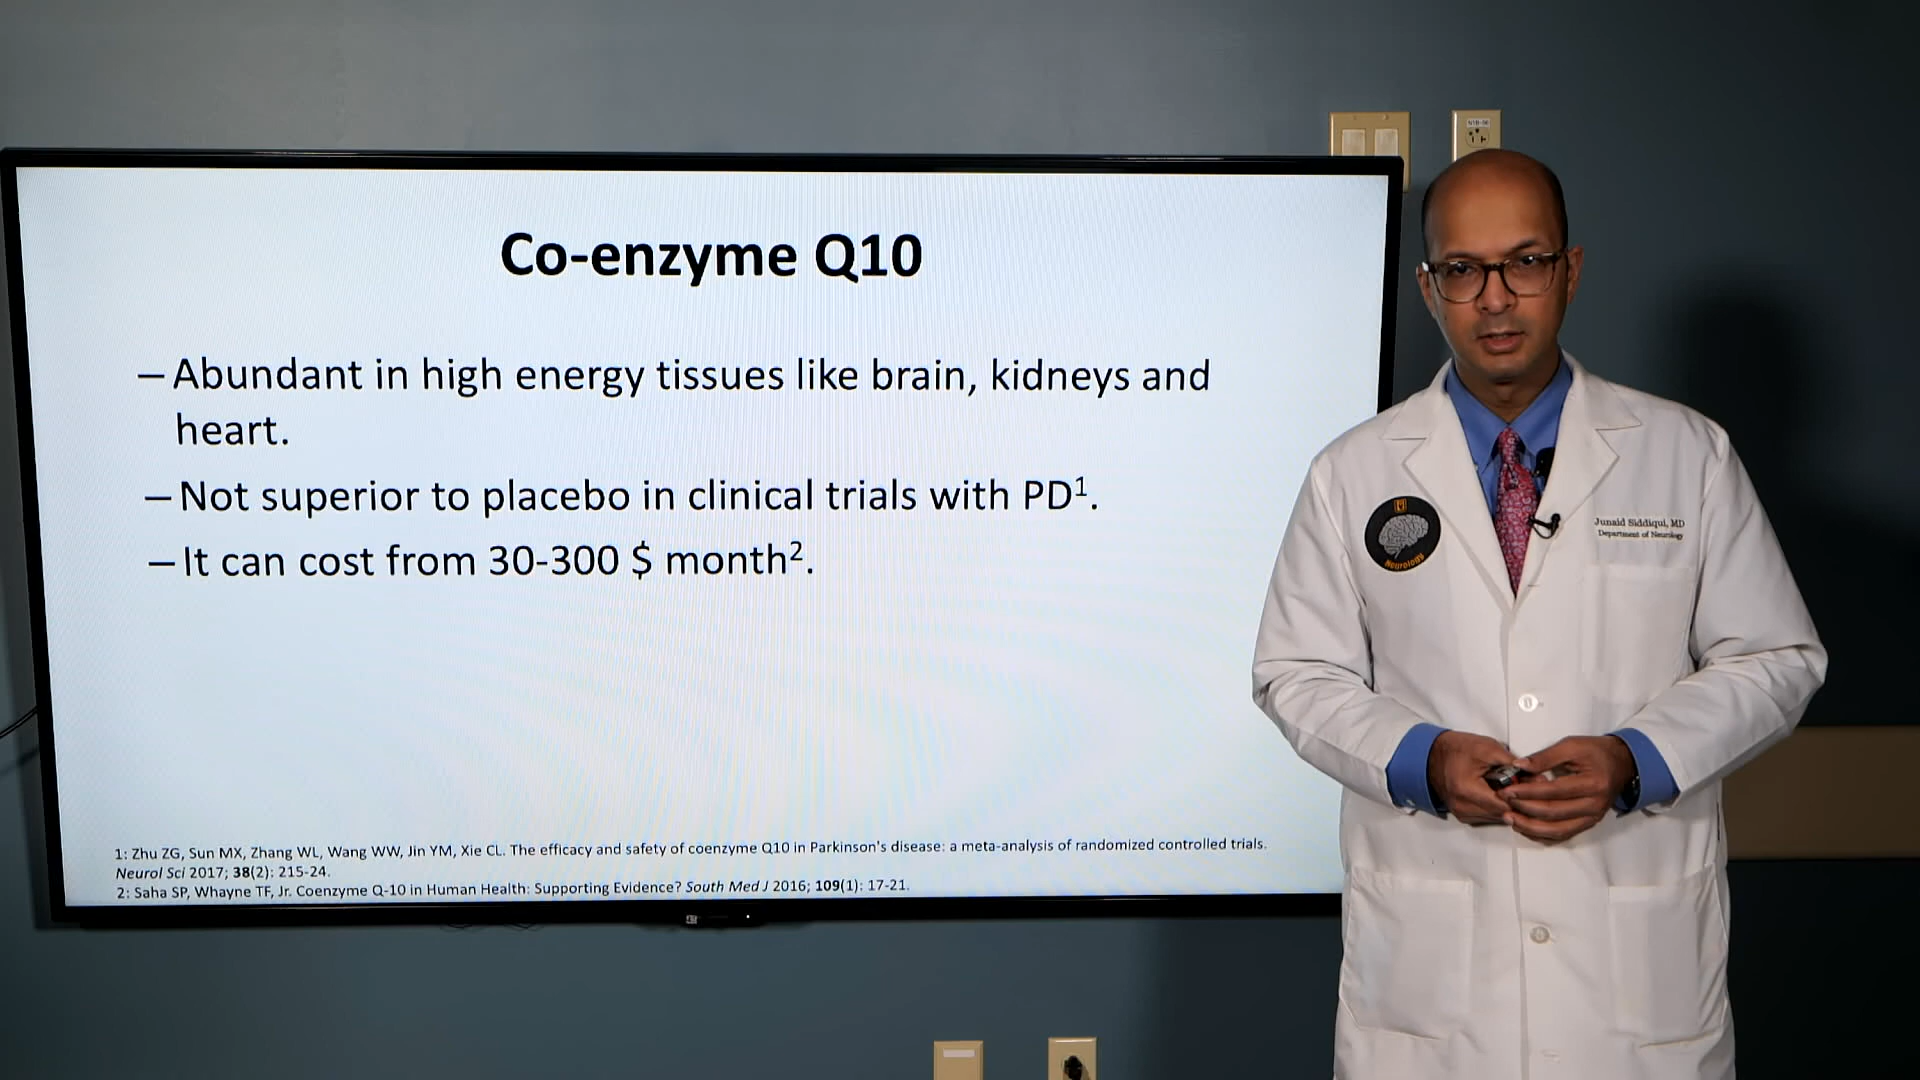 N1B-96
Co-enzyme Q10
– Abundant in high energy tissues like brain, kidneys and
heart.
– Not superior to placebo in clinical trials with PD¹.
– It can cost from 30-300 $ month².
1: Zhu ZG, Sun MX, Zhang WL, Wang WW, Jin YM, Xie CL. The efficacy and safety of coenzyme Q10 in Parkinson's disease: a meta-analysis of randomized controlled trials.
Neurol Sci 2017; 38(2): 215-24.
2: Saha SP, Whayne TF, Jr. Coenzyme Q-10 in Human Health: Supporting Evidence? South Med J 2016; 109(1): 17-21.
Neurology
Junaid Siddiqui, MD
Department of Neurology